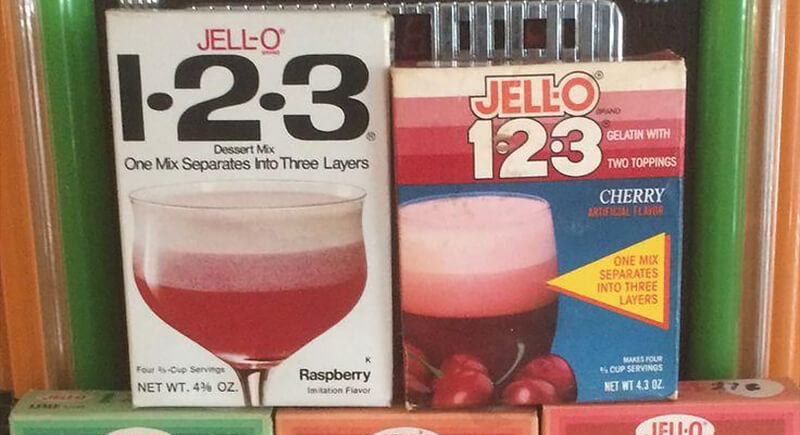 JELL-O®
BRAND
1·2·3®
Dessert Mix
One Mix Separates Into Three Layers
Four ⅔-Cup Servings
NET WT. 4⅜ OZ.
K
Raspberry
Imitation Flavor
JELL-O®
BRAND
1·2·3®
GELATIN WITH
TWO TOPPINGS
CHERRY
ARTIFICIAL FLAVOR
ONE MIX
SEPARATES
INTO THREE
LAYERS
MAKES FOUR
⅔ CUP SERVINGS
NET WT 4.3 OZ.
JELL-O
LIME
JELL-O